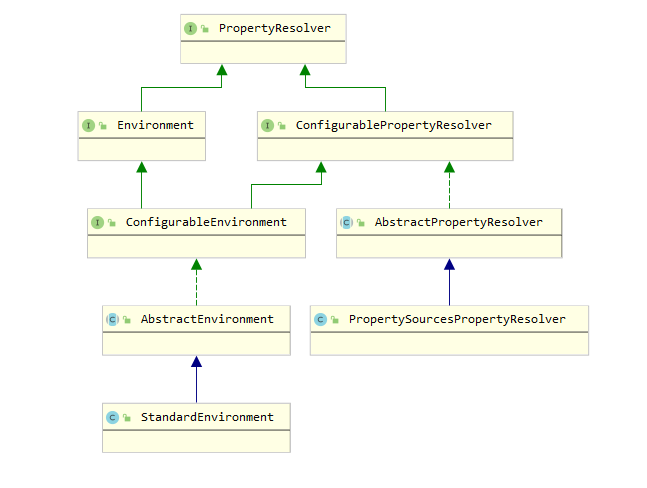 I PropertyResolver
I Environment
I ConfigurablePropertyResolver
I ConfigurableEnvironment
C AbstractPropertyResolver
C AbstractEnvironment
C PropertySourcesPropertyResolver
C StandardEnvironment